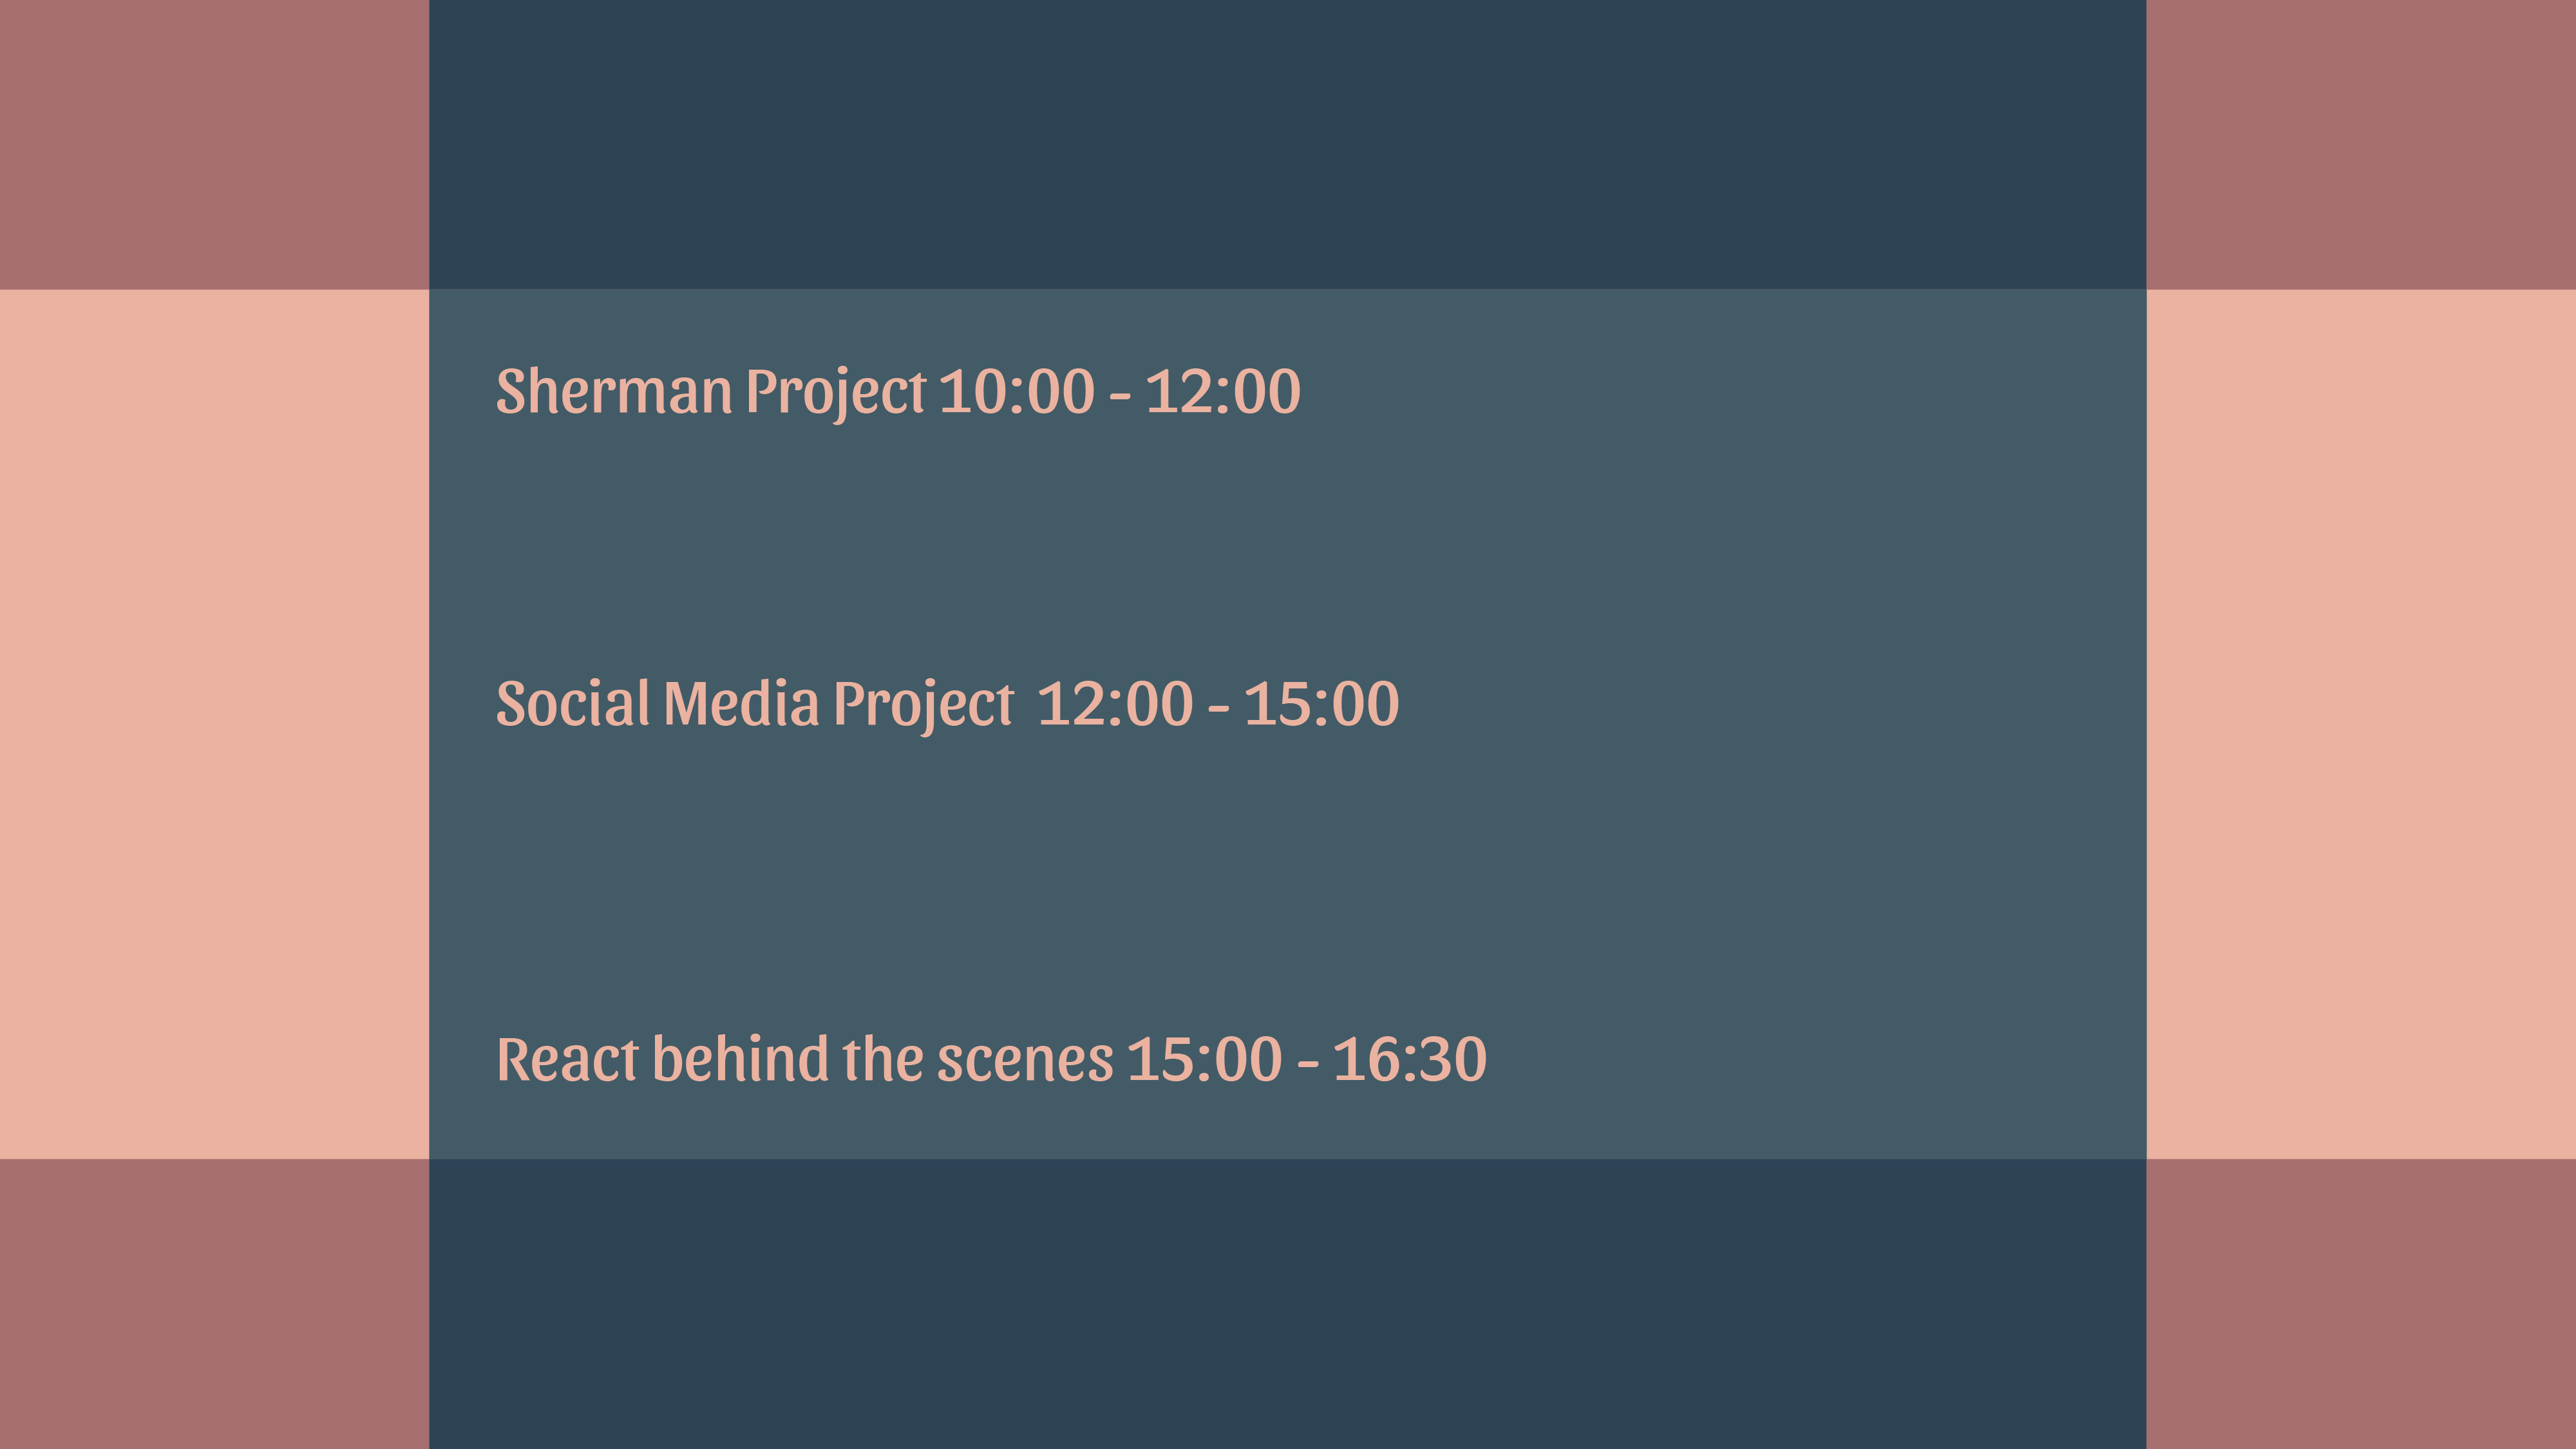 Sherman Project 10:00 - 12:00
Social Media Project  12:00 - 15:00
React behind the scenes 15:00 - 16:30